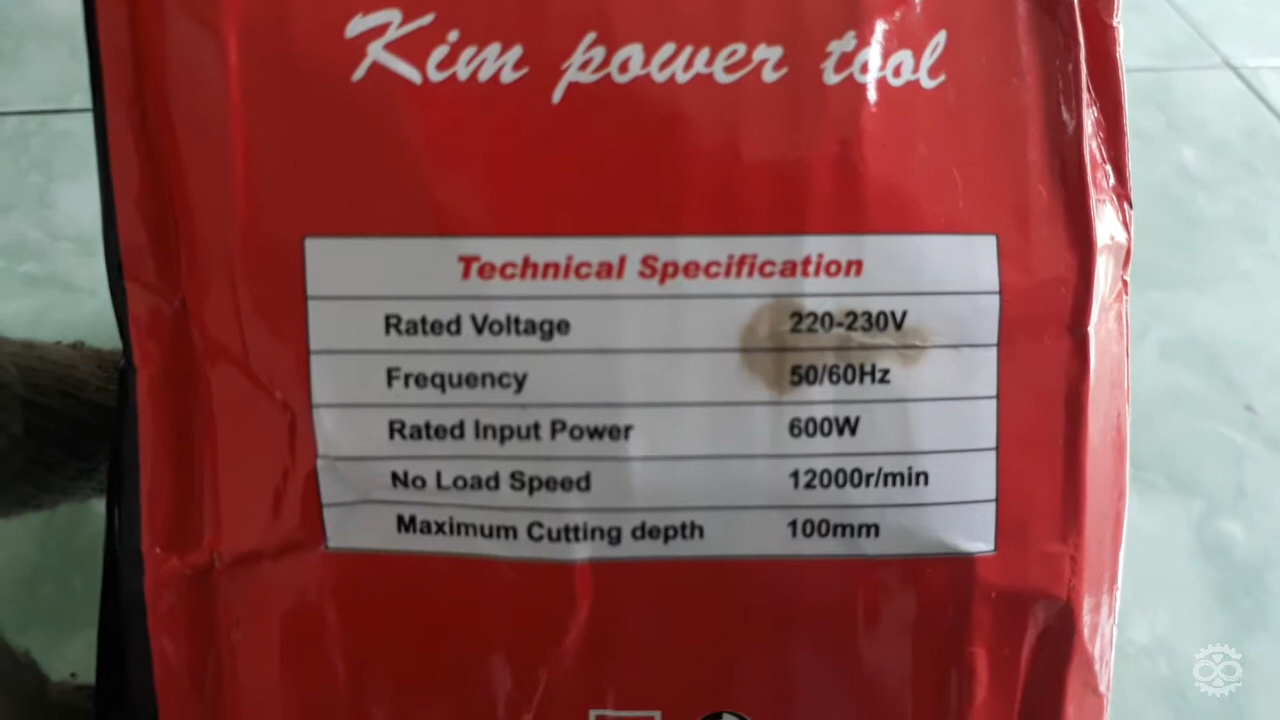 Kim power tool
Technical Specification
Rated Voltage 220-230V
Frequency 50/60Hz
Rated Input Power 600W
No Load Speed 12000r/min
Maximum Cutting depth 100mm